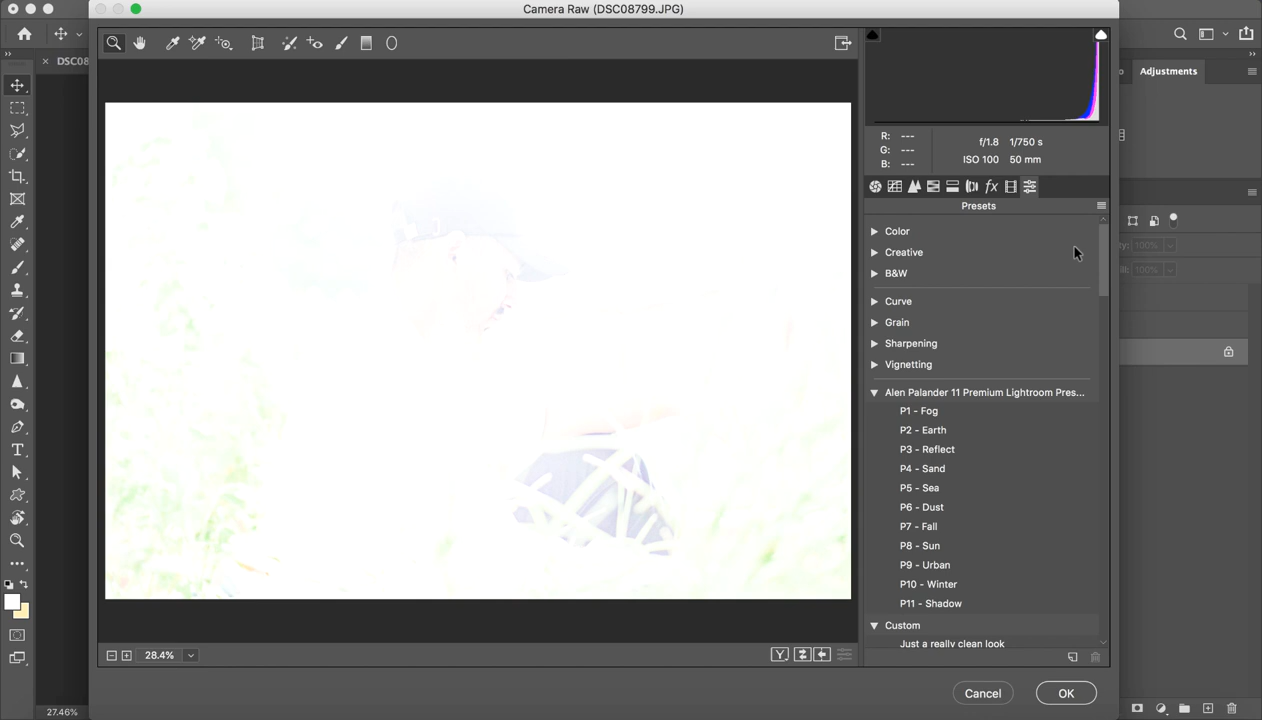 Camera Raw (DSC08799.JPG)
DSC08
Adjustments
R: ---
G: ---
B: ---
f/1.8 1/750 s
ISO 100 50 mm
fx
Presets
Color
Creative
B&W
100%
100%
Curve
Grain
Sharpening
Vignetting
Alen Palander 11 Premium Lightroom Pres...
P1 - Fog
P2 - Earth
P3 - Reflect
P4 - Sand
P5 - Sea
P6 - Dust
P7 - Fall
P8 - Sun
P9 - Urban
P10 - Winter
P11 - Shadow
Custom
Just a really clean look
28.4%
Y
Cancel
OK
27.46%